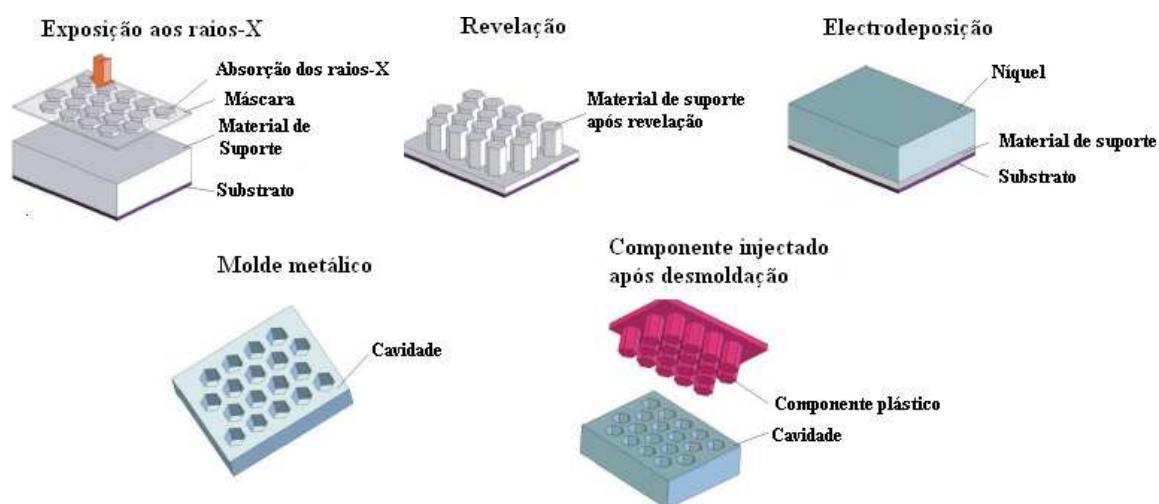 Exposição aos raios-X
Absorção dos raios-X
Máscara
Material de
Suporte
Substrato
Revelação
Material de suporte
após revelação
Electrodeposição
Níquel
Material de suporte
Substrato
Molde metálico
Cavidade
Componente injectado
após desmoldação
Componente plástico
Cavidade